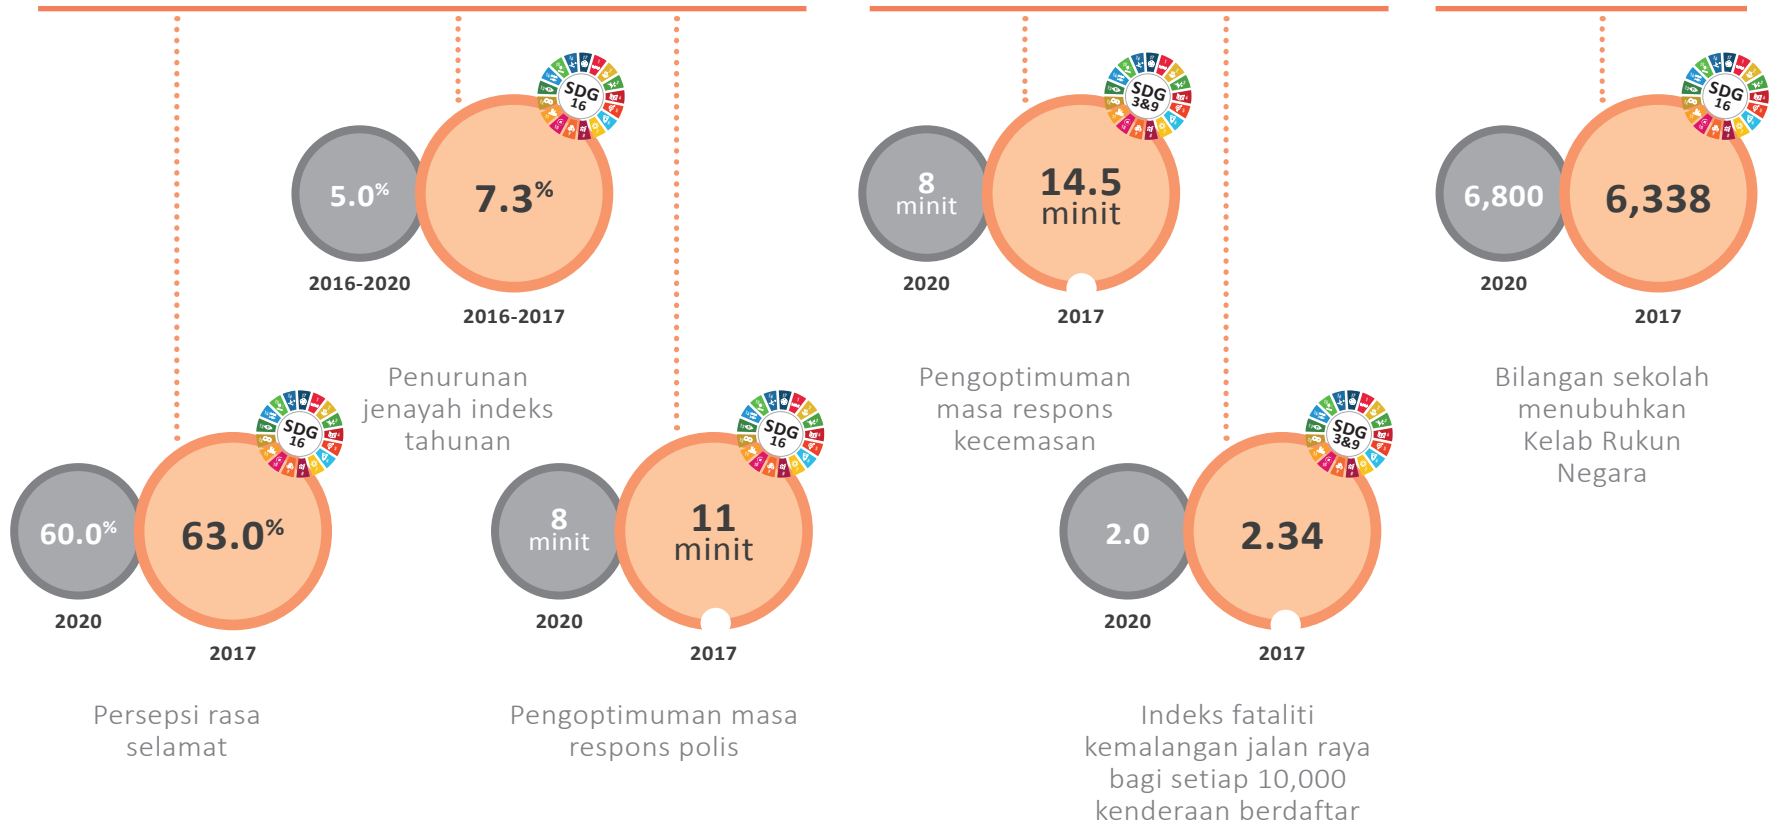 SDG
16
5.0%
7.3%
2016-2020
2016-2017
Penurunan
jenayah indeks
tahunan
SDG
16
60.0%
63.0%
2020
2017
Persepsi rasa
selamat
SDG
16
8
minit
11
minit
2020
2017
Pengoptimuman masa
respons polis
SDG
3&9
8
minit
14.5
minit
2020
2017
Pengoptimuman
masa respons
kecemasan
SDG
3&9
2.0
2.34
2020
2017
Indeks fataliti
kemalangan jalan raya
bagi setiap 10,000
kenderaan berdaftar
SDG
16
6,800
6,338
2020
2017
Bilangan sekolah
menubuhkan
Kelab Rukun
Negara